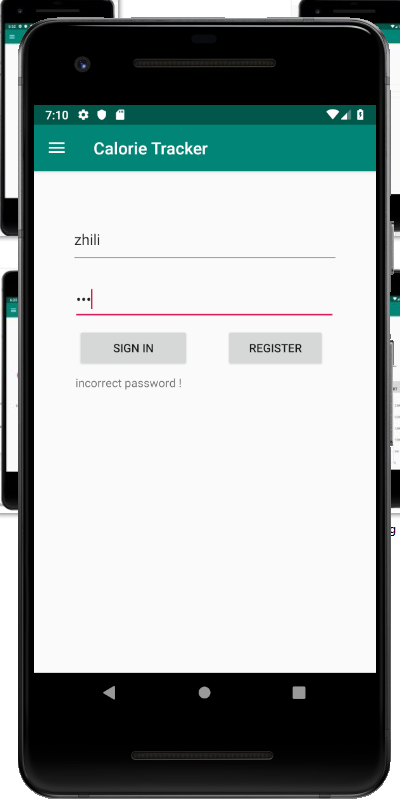 7:10
Calorie Tracker
zhili
•••
SIGN IN
REGISTER
incorrect password !
g